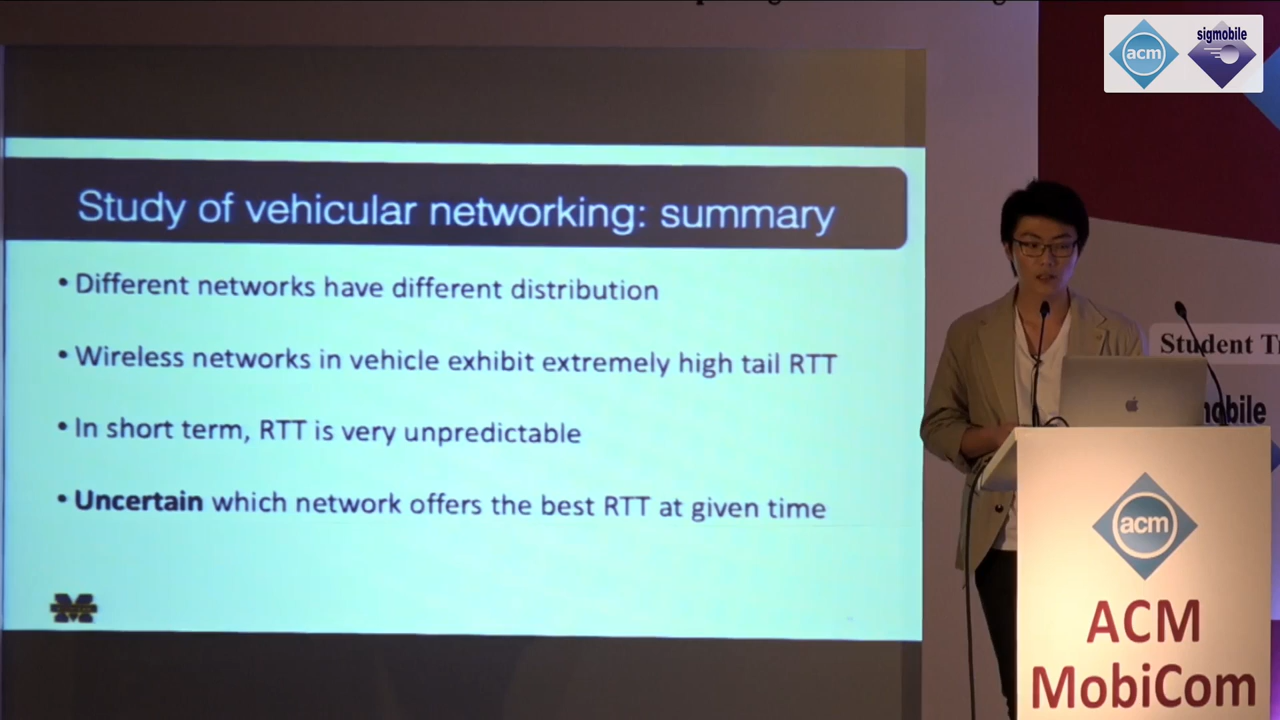 acm
sigmobile
Study of vehicular networking: summary
• Different networks have different distribution
• Wireless networks in vehicle exhibit extremely high tail RTT
• In short term, RTT is very unpredictable
• Uncertain which network offers the best RTT at given time
M
Student
mobile
acm
ACM
MobiCom